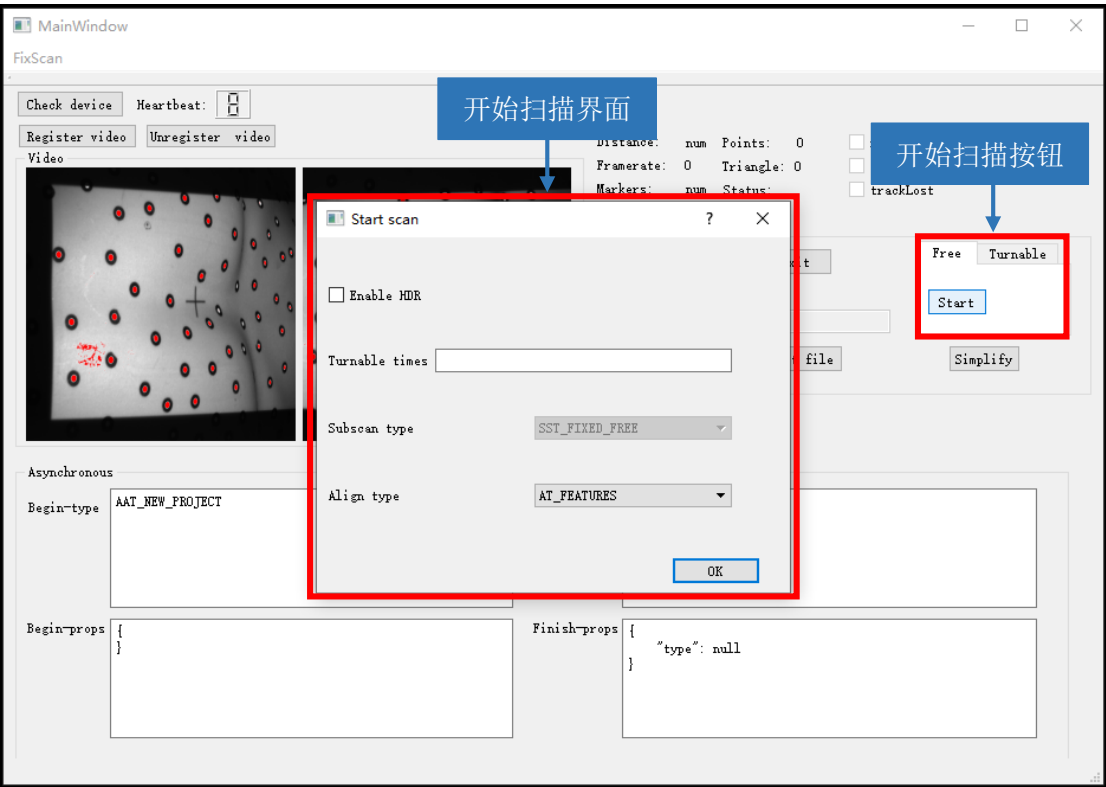 MainWindow
FixScan
开始扫描界面
Check device Heartbeat:
Register video Unregister video
Distance: num Points: 0
开始扫描按钮
Video
Framerate: 0 Triangle: 0
Markers: num Status:
trackLost
Start scan ?
Free Turnable
Enable HDR
Start
Turnable times
file
Simplify
Subscan type SST_FIXED_FREE
Asynchronous
Align type AT_FEATURES
Begin-type AAT_NEW_PROJECT
OK
Begin-props {
}
Finish-props {
"type": null
}